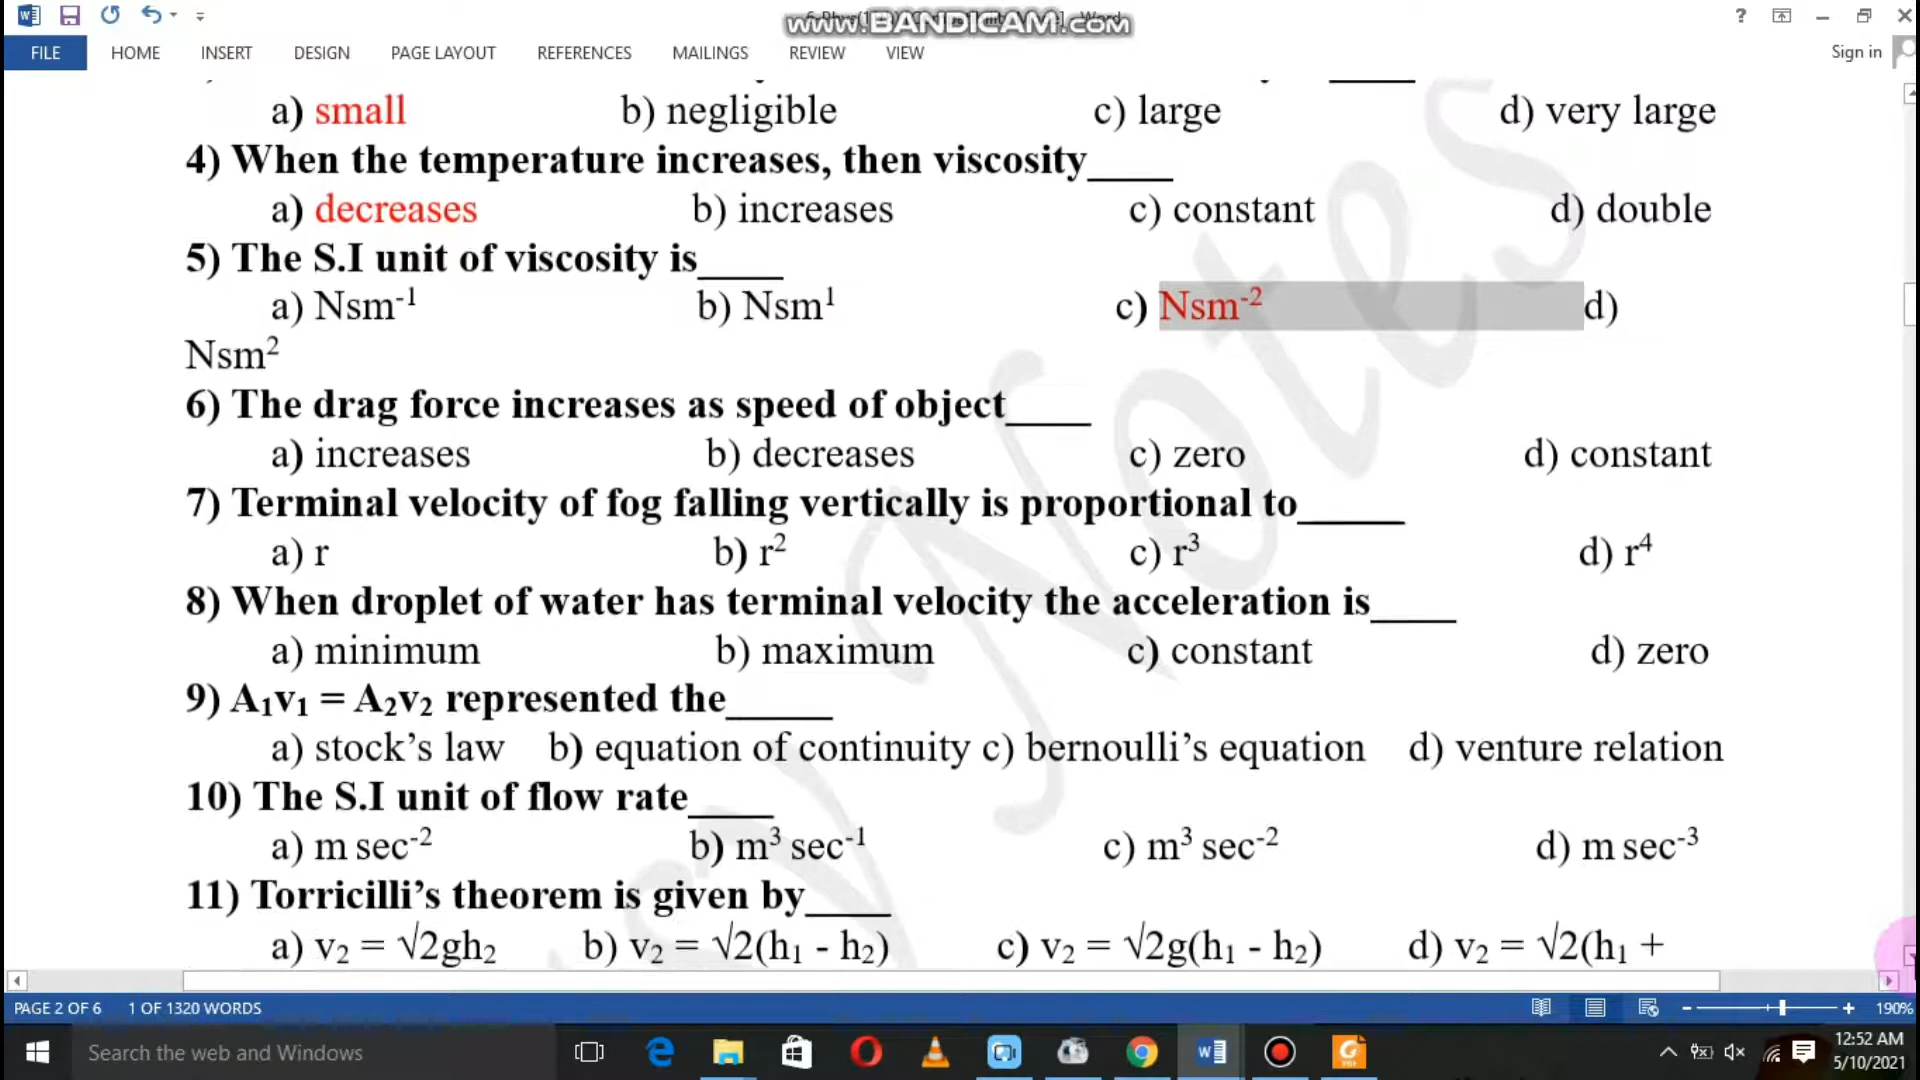 www.BANDICAM.com
FILE HOME INSERT DESIGN PAGE LAYOUT REFERENCES MAILINGS REVIEW VIEW Sign in
a) small b) negligible c) large d) very large
4) When the temperature increases, then viscosity____
a) decreases b) increases c) constant d) double
5) The S.I unit of viscosity is____
a) Nsm⁻¹ b) Nsm¹ c) Nsm⁻² d)
Nsm²
6) The drag force increases as speed of object____
a) increases b) decreases c) zero d) constant
7) Terminal velocity of fog falling vertically is proportional to_____
a) r b) r² c) r³ d) r⁴
8) When droplet of water has terminal velocity the acceleration is____
a) minimum b) maximum c) constant d) zero
9) A₁v₁ = A₂v₂ represented the_____
a) stock’s law b) equation of continuity c) bernoulli’s equation d) venture relation
10) The S.I unit of flow rate____
a) m sec⁻² b) m³ sec⁻¹ c) m³ sec⁻² d) m sec⁻³
11) Torricilli’s theorem is given by____
a) v₂ = √2gh₂ b) v₂ = √2(h₁ - h₂) c) v₂ = √2g(h₁ - h₂) d) v₂ = √2(h₁ +
Notes
PAGE 2 OF 6 1 OF 1320 WORDS 190%
Search the web and Windows
12:52 AM
5/10/2021